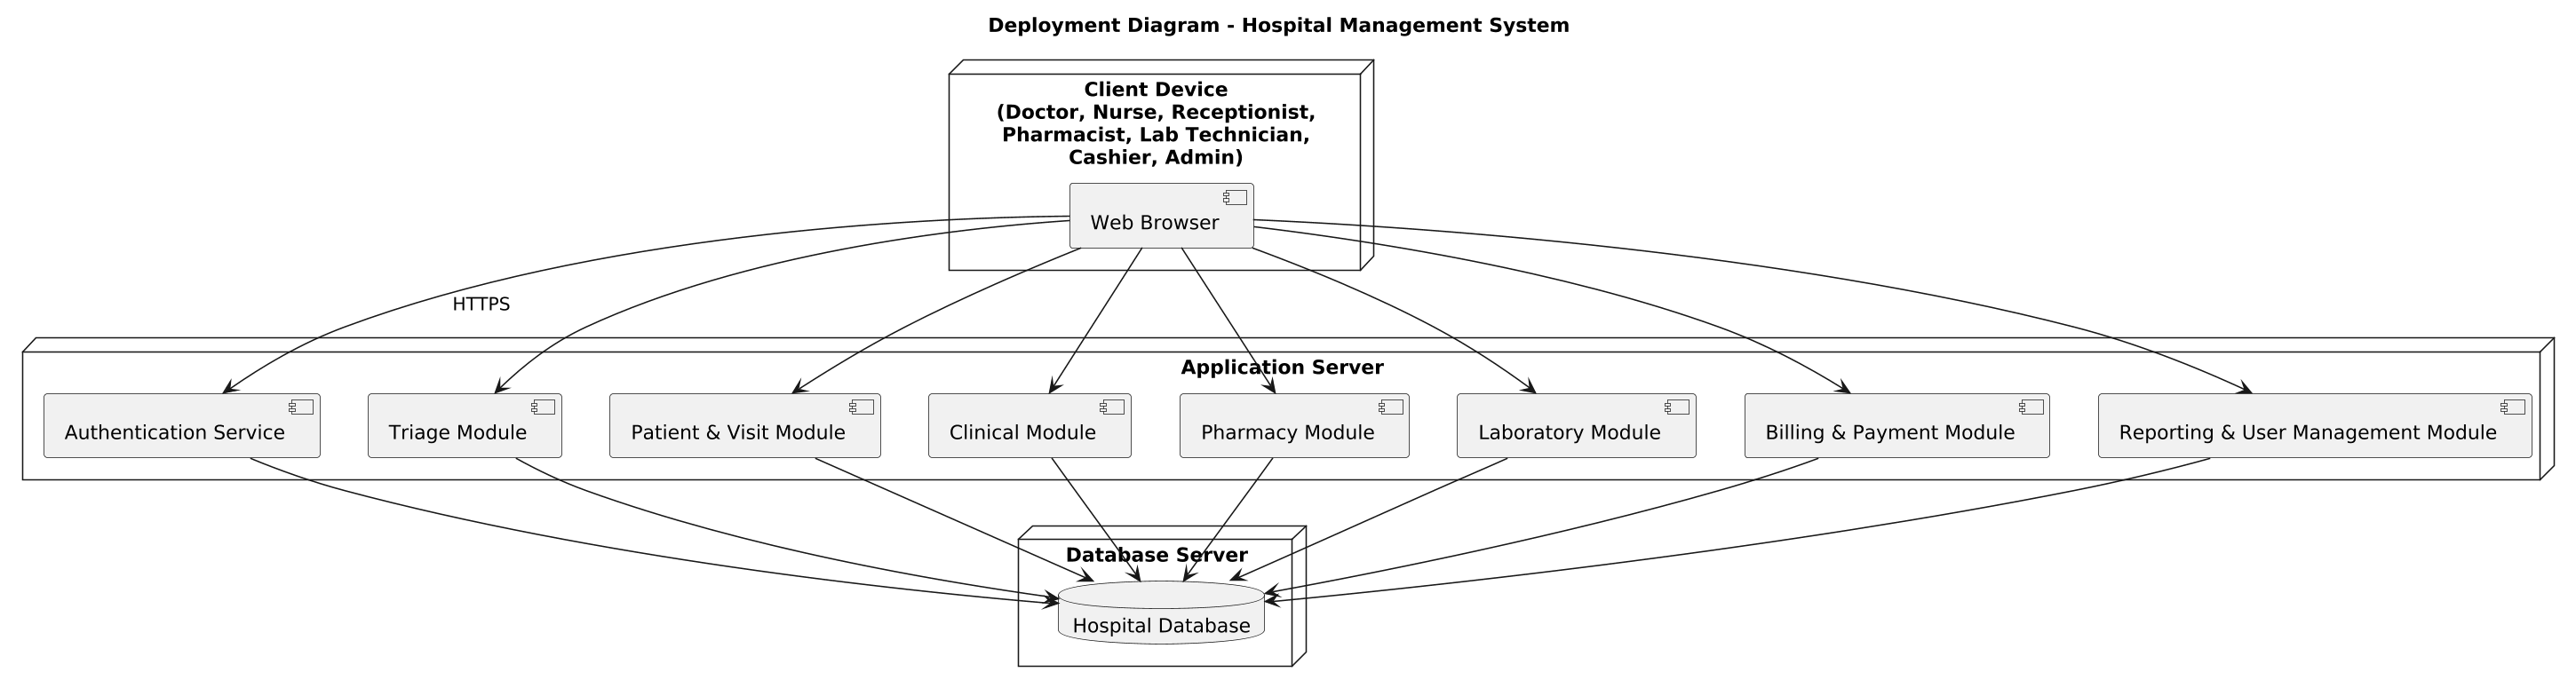 Deployment Diagram - Hospital Management System
Client Device
(Doctor, Nurse, Receptionist,
Pharmacist, Lab Technician,
Cashier, Admin)
Web Browser
HTTPS
Application Server
Authentication Service
Triage Module
Patient & Visit Module
Clinical Module
Pharmacy Module
Laboratory Module
Billing & Payment Module
Reporting & User Management Module
Database Server
Hospital Database